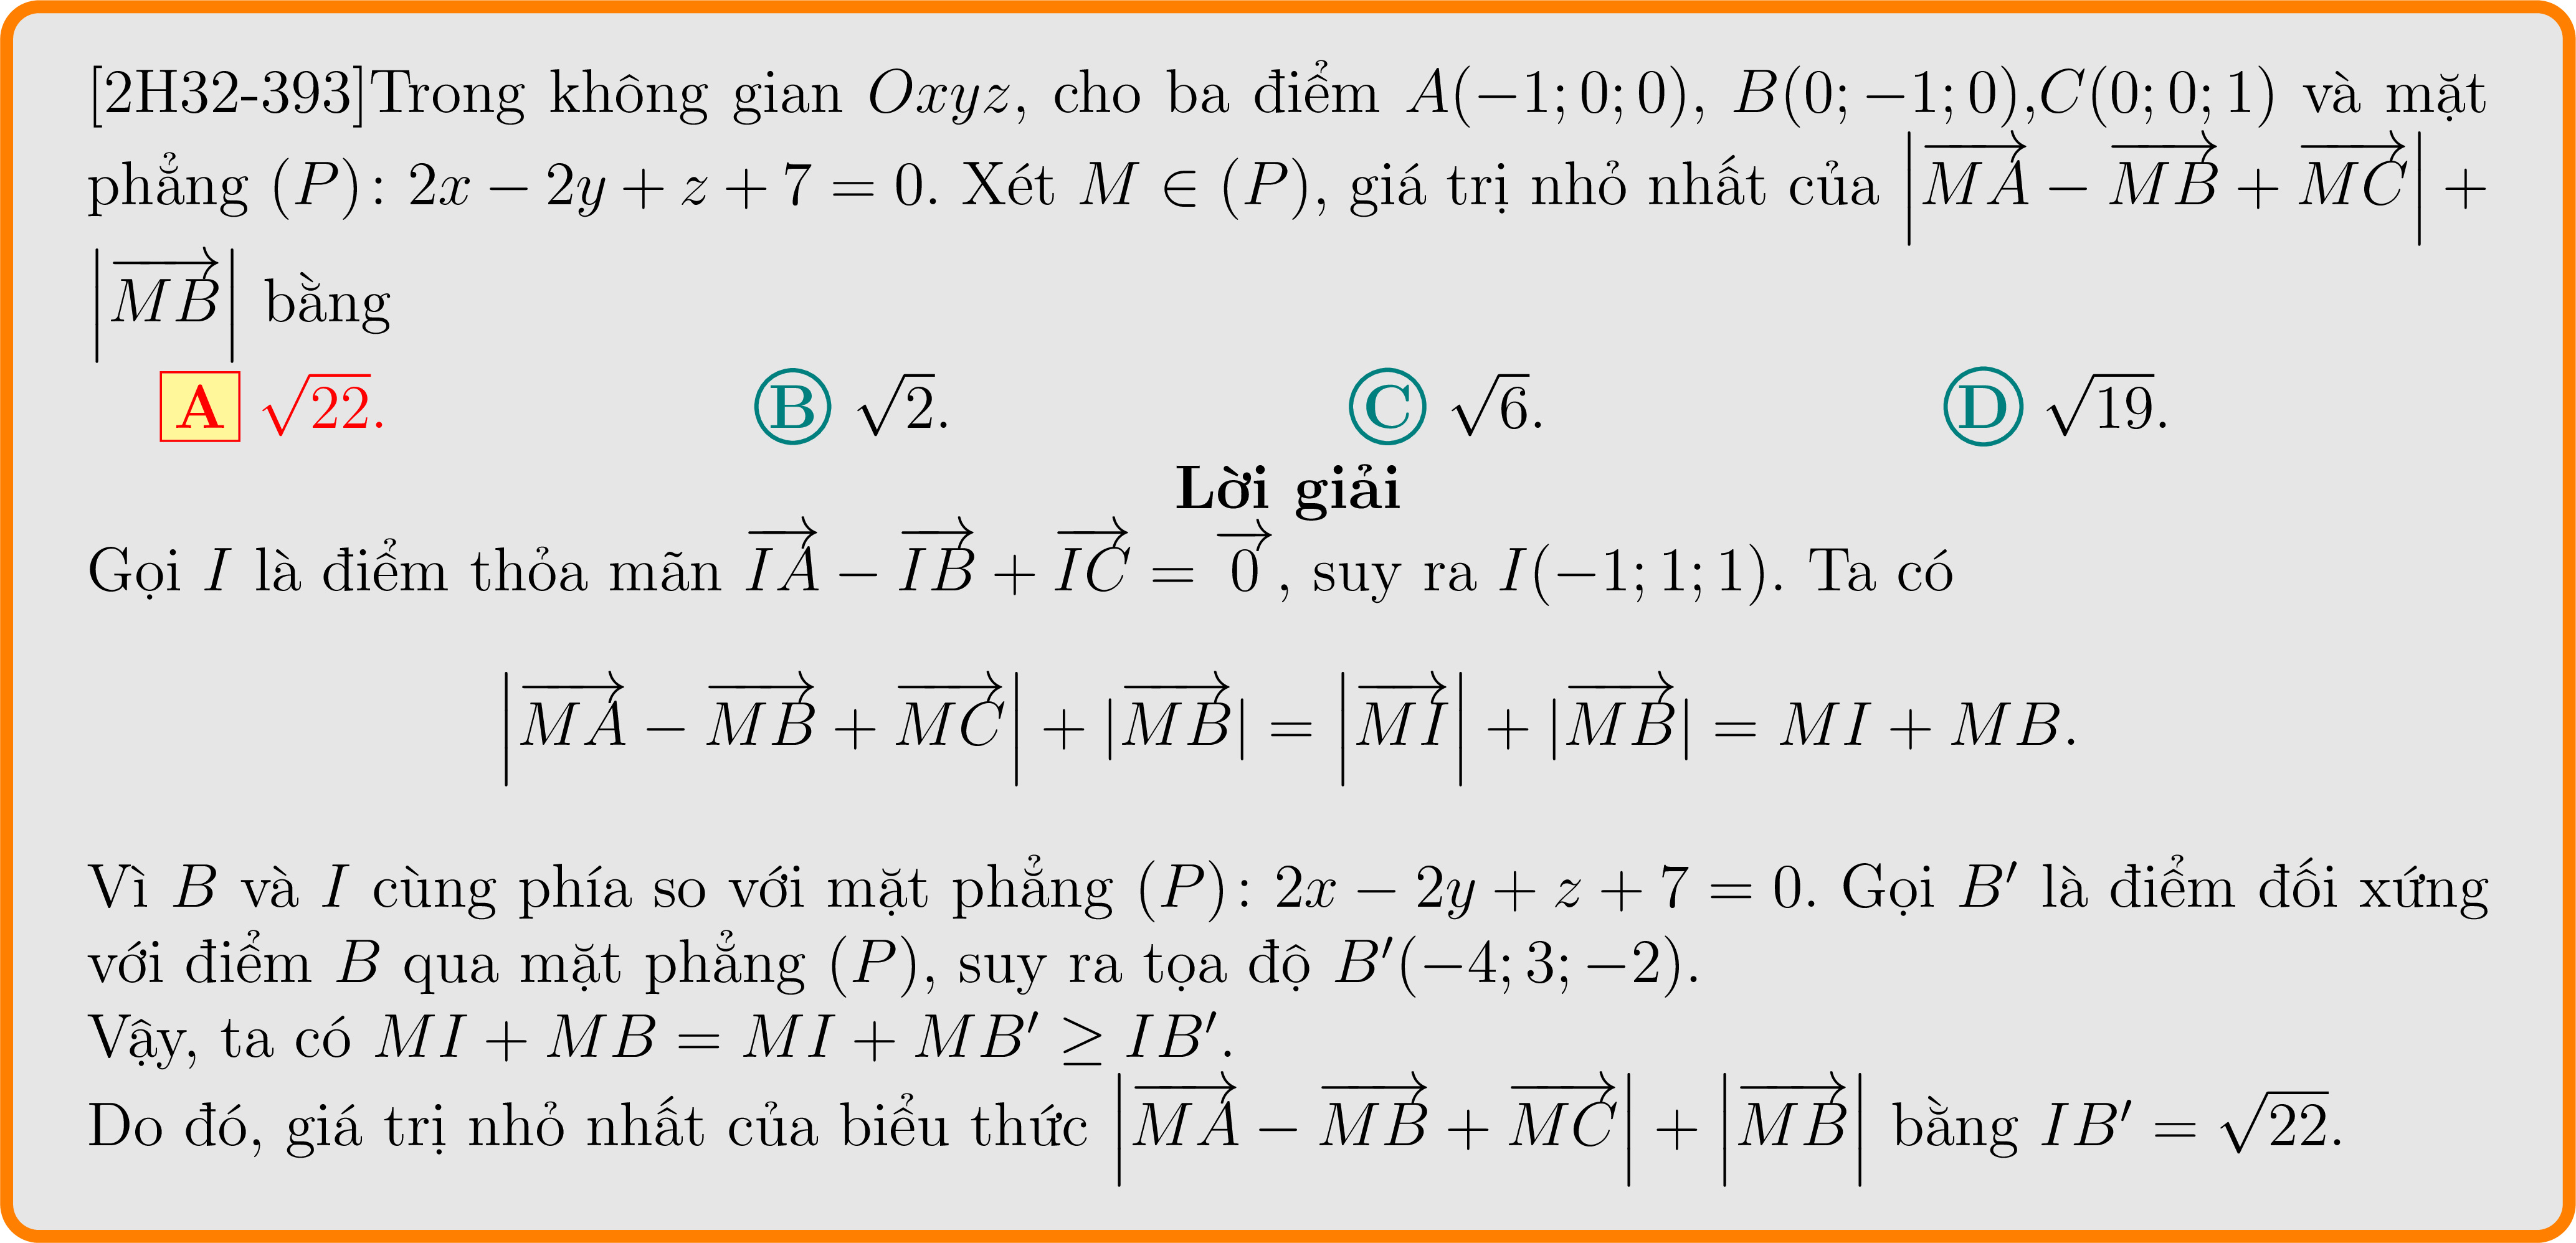 [2H32-393]Trong không gian $Oxyz$, cho ba điểm $A(-1;0;0)$, $B(0;-1;0)$,$C(0;0;1)$ và mặt
phẳng $(P)$: $2x-2y+z+7=0$. Xét $M \in (P)$, giá trị nhỏ nhất của $\left|\overrightarrow{MA}-\overrightarrow{MB}+\overrightarrow{MC}\right|+$
$\left|\overrightarrow{MB}\right|$ bằng
A $\sqrt{22}$. B $\sqrt{2}$. C $\sqrt{6}$. D $\sqrt{19}$.
Lời giải
Gọi $I$ là điểm thỏa mãn $\overrightarrow{IA}-\overrightarrow{IB}+\overrightarrow{IC}=\overrightarrow{0}$, suy ra $I(-1;1;1)$. Ta có
$\left|\overrightarrow{MA}-\overrightarrow{MB}+\overrightarrow{MC}\right|+|\overrightarrow{MB}|=\left|\overrightarrow{MI}\right|+|\overrightarrow{MB}|=MI+MB.$
Vì $B$ và $I$ cùng phía so với mặt phẳng $(P)$: $2x-2y+z+7=0$. Gọi $B'$ là điểm đối xứng
với điểm $B$ qua mặt phẳng $(P)$, suy ra tọa độ $B'(-4;3;-2)$.
Vậy, ta có $MI+MB=MI+MB' \geq IB'$.
Do đó, giá trị nhỏ nhất của biểu thức $\left|\overrightarrow{MA}-\overrightarrow{MB}+\overrightarrow{MC}\right|+\left|\overrightarrow{MB}\right|$ bằng $IB'=\sqrt{22}$.